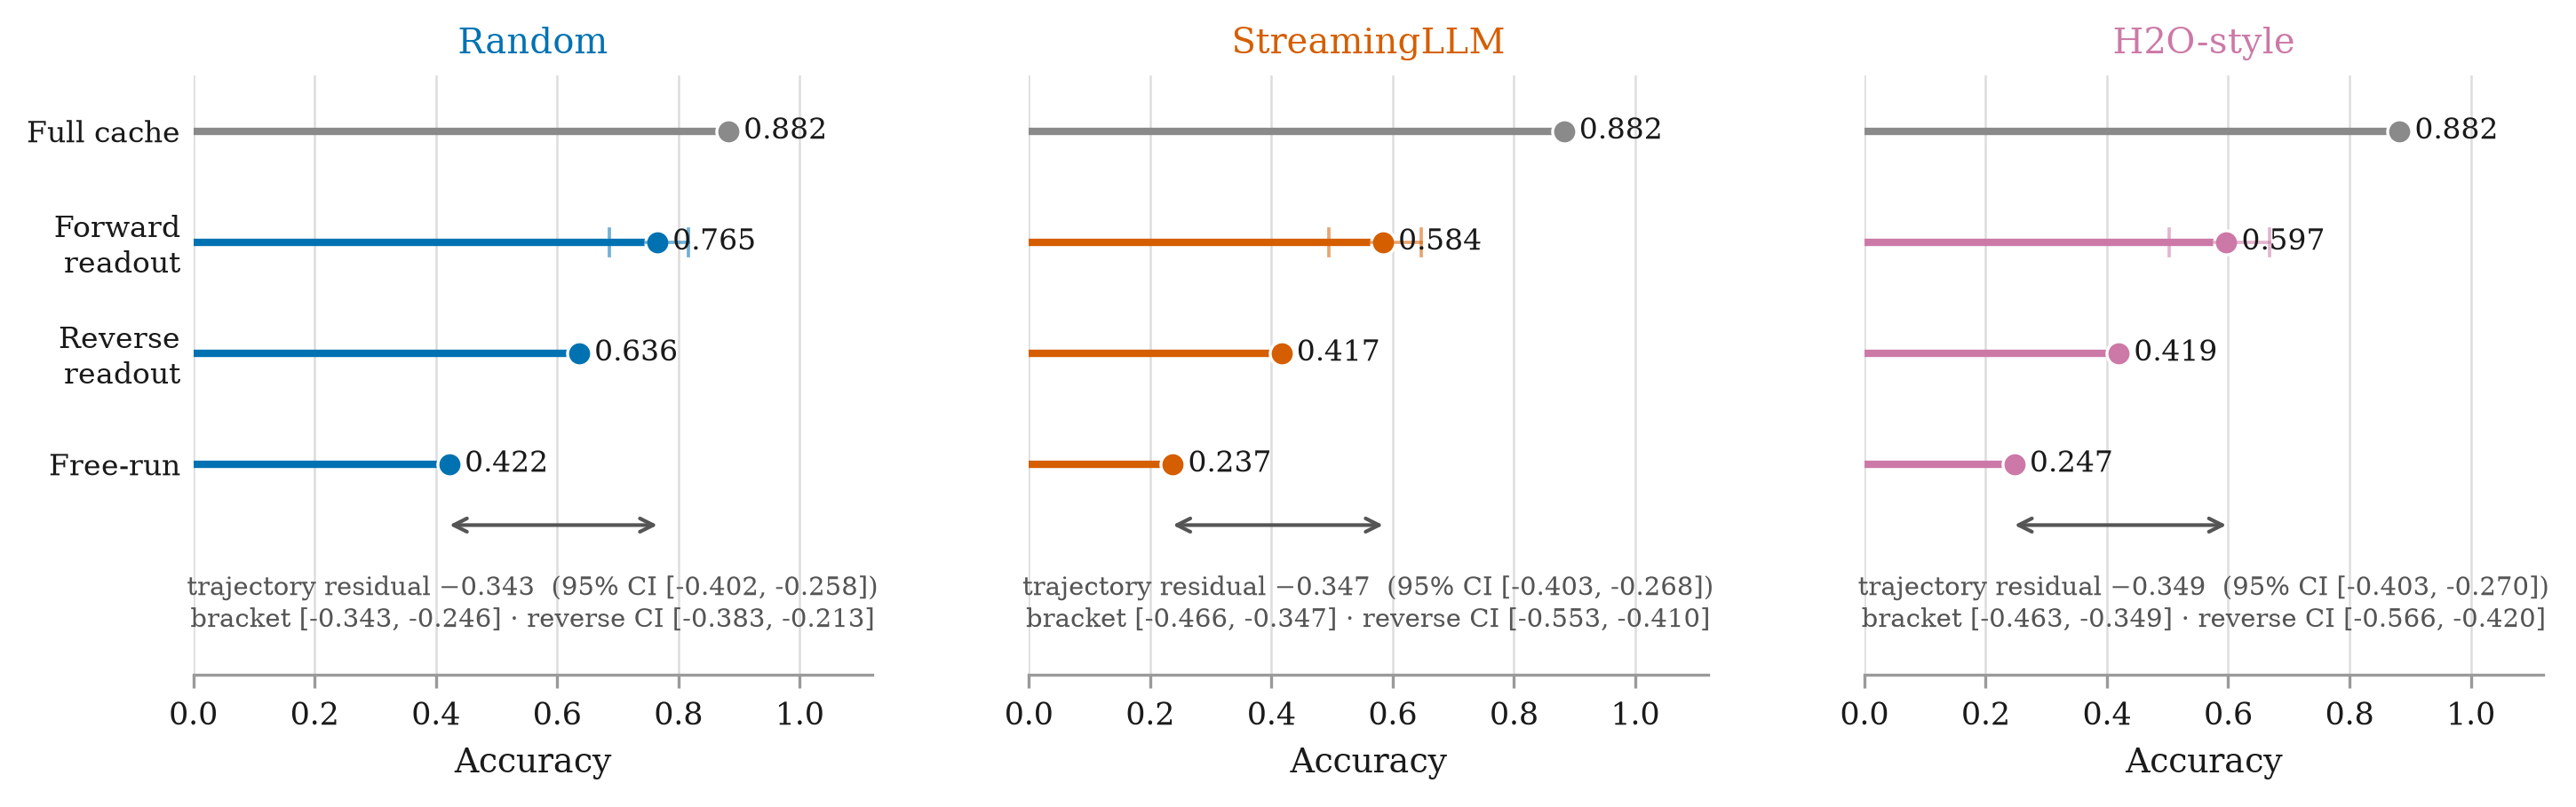 Random
Full cache
0.882
Forward
readout
0.765
Reverse
readout
0.636
Free-run
0.422
trajectory residual −0.343 (95% CI [-0.402, -0.258])
bracket [-0.343, -0.246] · reverse CI [-0.383, -0.213]
0.0 0.2 0.4 0.6 0.8 1.0
Accuracy
StreamingLLM
0.882
0.584
0.417
0.237
trajectory residual −0.347 (95% CI [-0.403, -0.268])
bracket [-0.466, -0.347] · reverse CI [-0.553, -0.410]
0.0 0.2 0.4 0.6 0.8 1.0
Accuracy
H2O-style
0.882
0.597
0.419
0.247
trajectory residual −0.349 (95% CI [-0.403, -0.270])
bracket [-0.463, -0.349] · reverse CI [-0.566, -0.420]
0.0 0.2 0.4 0.6 0.8 1.0
Accuracy